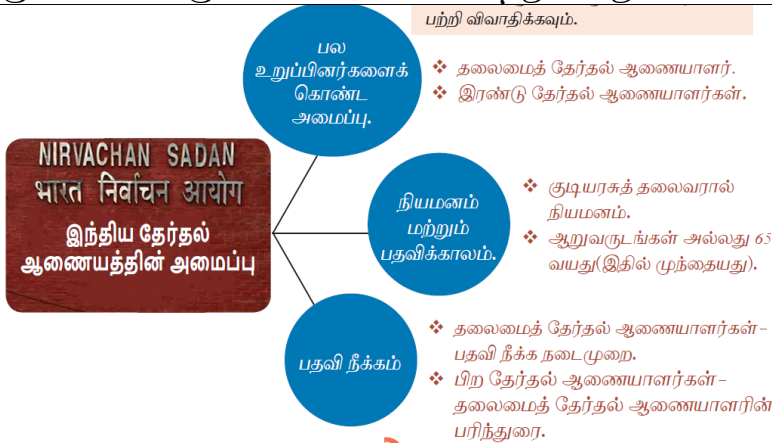 பற்றி விவாதிக்கவும்.
பல
உறுப்பினர்களைக்
கொண்ட
அமைப்பு.
❖ தலைமைத் தேர்தல் ஆணையாளர்.
❖ இரண்டு தேர்தல் ஆணையாளர்கள்.
NIRVACHAN SADAN
भारत निर्वाचन आयोग
இந்திய தேர்தல்
ஆணையத்தின் அமைப்பு
நியமனம்
மற்றும்
பதவிக்காலம்.
❖ குடியரசுத் தலைவரால்
நியமனம்.
❖ ஆறுவருடங்கள் அல்லது 65
வயது(இதில் முந்தையது).
பதவி நீக்கம்
❖ தலைமைத் தேர்தல் ஆணையாளர்கள்–
பதவி நீக்க நடைமுறை.
❖ பிற தேர்தல் ஆணையாளர்கள்–
தலைமைத் தேர்தல் ஆணையாளரின்
பரிந்துரை.